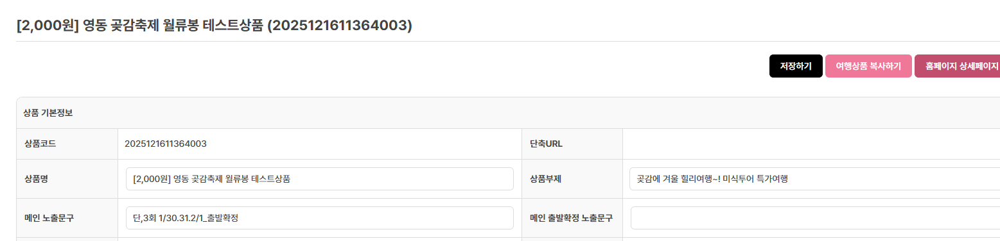 [2,000원] 영동 곶감축제 월류봉 테스트상품 (2025121611364003)
저장하기 여행상품 복사하기 홈페이지 상세페이지
상품 기본정보
상품코드 2025121611364003 단축URL
상품명 [2,000원] 영동 곶감축제 월류봉 테스트상품 상품부제 곶감에 겨울 힐리여행~! 미식투어 특가여행
메인 노출문구 단,3회 1/30.31.2/1_출발확정 메인 출발확정 노출문구